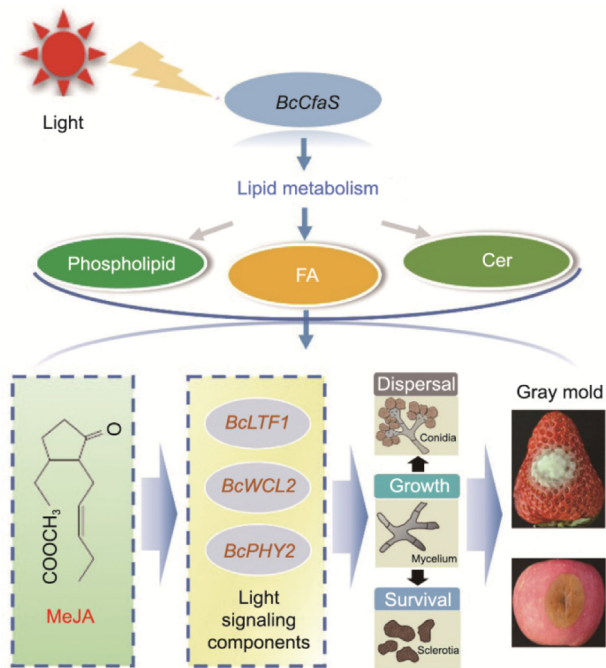 Light
BcCfaS
Lipid metabolism
Phospholipid
FA
Cer
O
COOCH3
MeJA
BcLTF1
BcWCL2
BcPHY2
Light
signaling
components
Dispersal
Conidia
Growth
Mycelium
Survival
Sclerotia
Gray mold